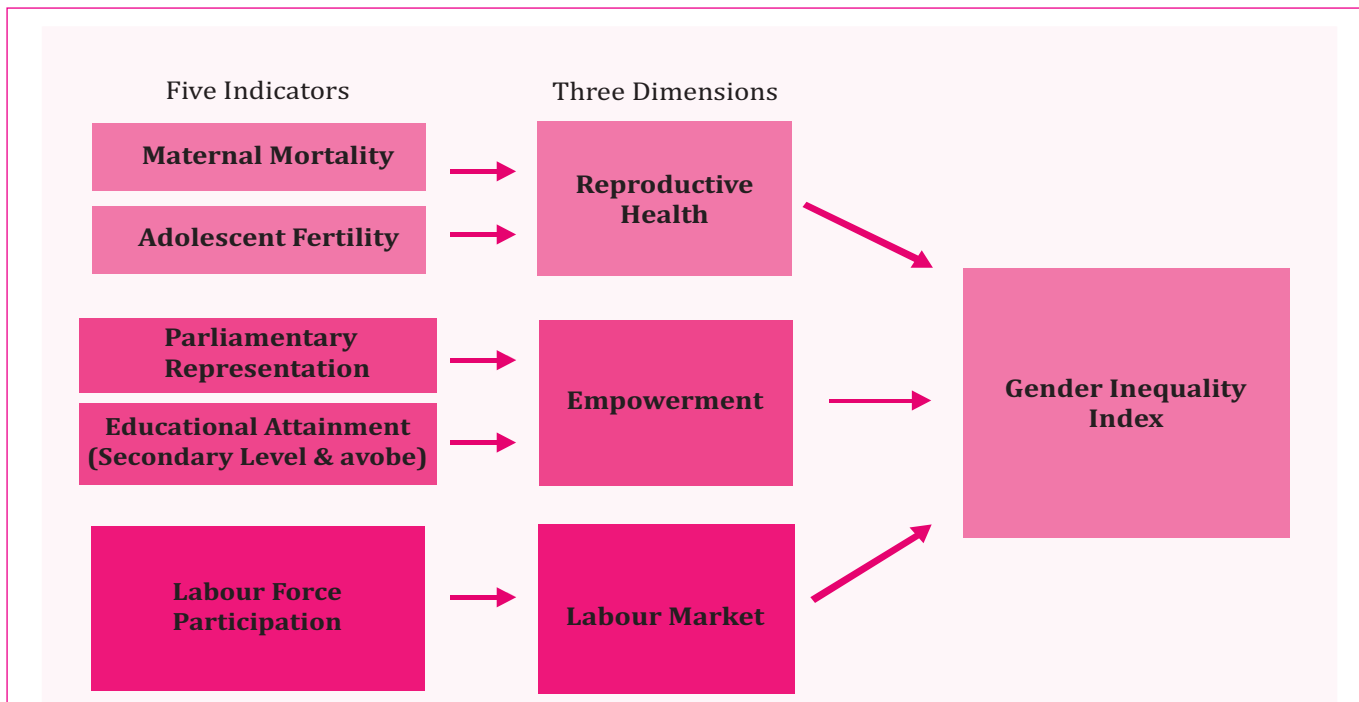 Five Indicators
Three Dimensions
Maternal Mortality
Adolescent Fertility
Reproductive
Health
Parliamentary
Representation
Educational Attainment
(Secondary Level & avobe)
Empowerment
Labour Force
Participation
Labour Market
Gender Inequality
Index